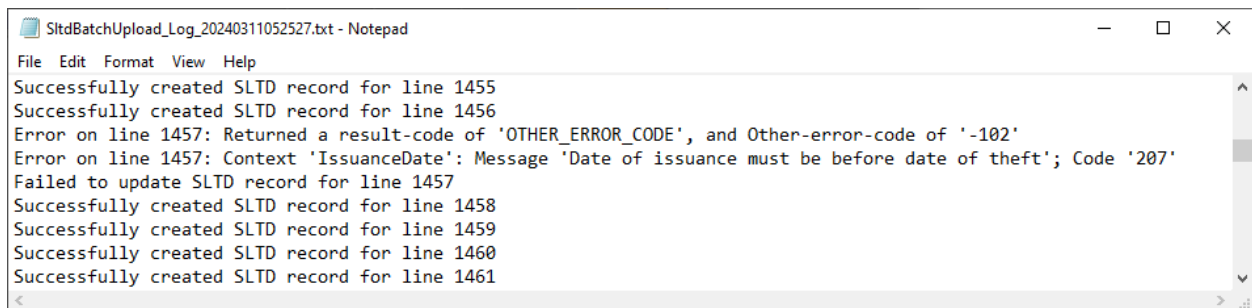 SltdBatchUpload_Log_20240311052527.txt - Notepad
File Edit Format View Help
Successfully created SLTD record for line 1455
Successfully created SLTD record for line 1456
Error on line 1457: Returned a result-code of 'OTHER_ERROR_CODE', and Other-error-code of '-102'
Error on line 1457: Context 'IssuanceDate': Message 'Date of issuance must be before date of theft'; Code '207'
Failed to update SLTD record for line 1457
Successfully created SLTD record for line 1458
Successfully created SLTD record for line 1459
Successfully created SLTD record for line 1460
Successfully created SLTD record for line 1461